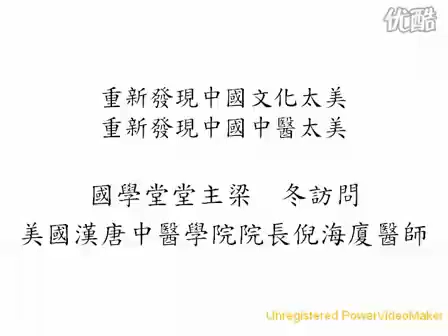 优酷
重新發現中國文化太美
重新發現中國中醫太美
國學堂堂主梁　冬訪問
美國漢唐中醫學院院長倪海廈醫師
Unregistered PowerVideoMaker